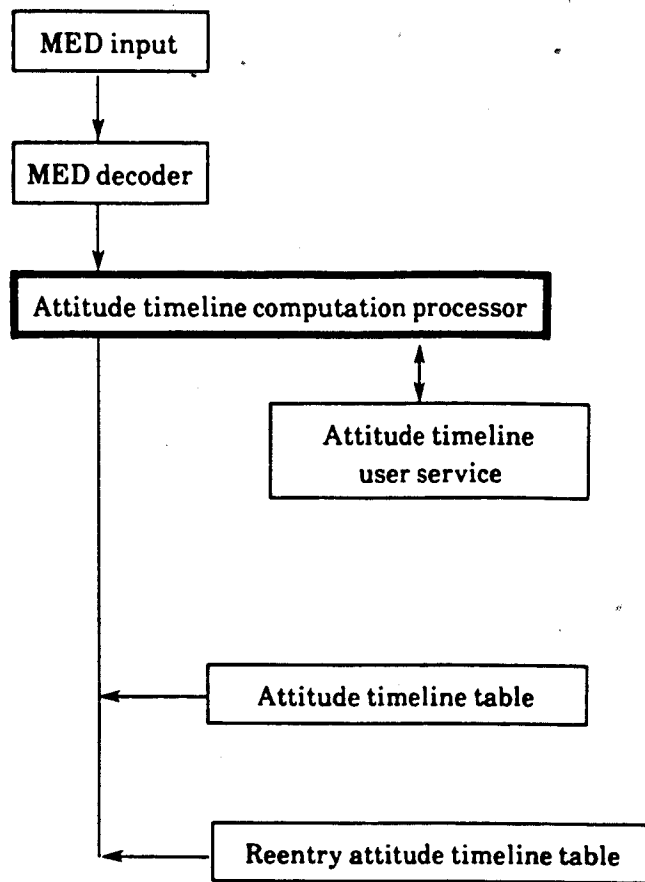 MED input
MED decoder
Attitude timeline computation processor
Attitude timeline
user service
Attitude timeline table
Reentry attitude timeline table